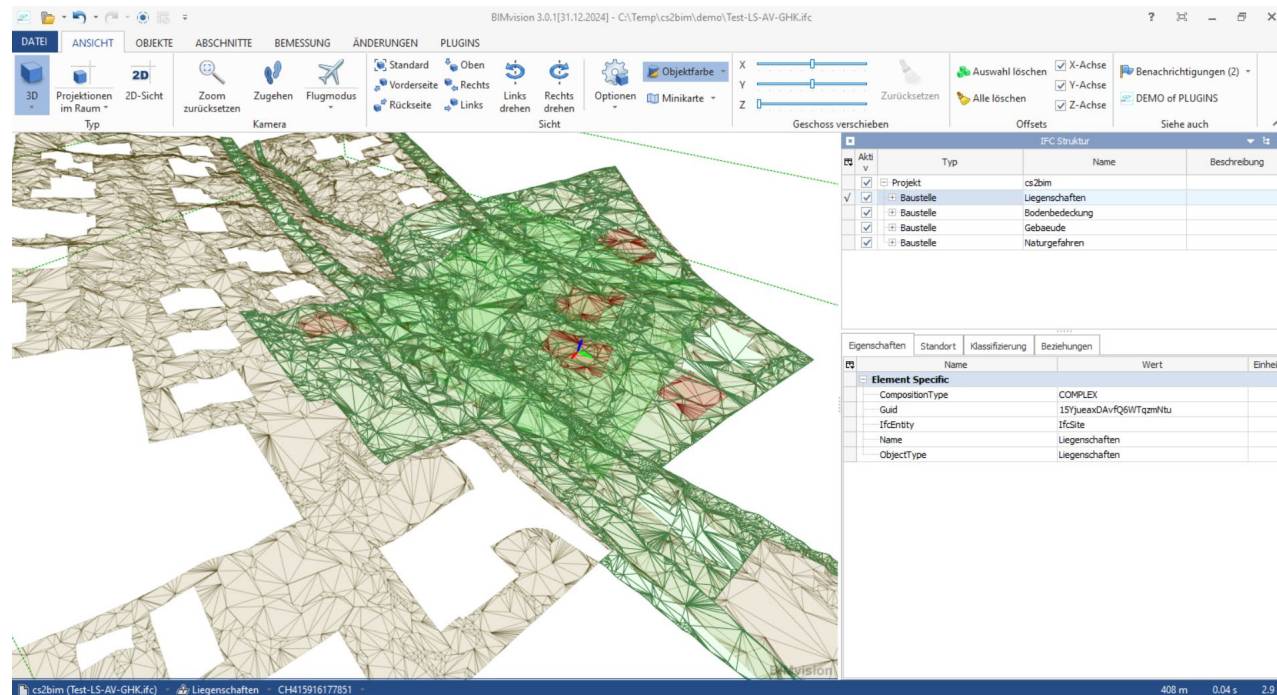 BIMvision 3.0.1[31.12.2024] - C:\Temp\cs2bim\demo\Test-LS-AV-GHK.ifc
DATEI ANSICHT OBJEKTE ABSCHNITTE BEMESSUNG ÄNDERUNGEN PLUGINS
3D
Projektionen im Raum
2D
2D-Sicht
Typ
Zoom zurücksetzen
Zugehen
Flugmodus
Kamera
Standard
Vorderseite
Rückseite
Oben
Rechts
Links
Links drehen
Rechts drehen
Optionen
Objektfarbe
Minikarte
Sicht
X
Y
Z
Zurücksetzen
Geschoss verschieben
Auswahl löschen
Alle löschen
X-Achse
Y-Achse
Z-Achse
Offsets
Benachrichtigungen (2)
DEMO of PLUGINS
Siehe auch
IFC Struktur
Aktiv Typ Name Beschreibung
Projekt cs2bim
Baustelle Liegenschaften
Baustelle Bodenbedeckung
Baustelle Gebaeude
Baustelle Naturgefahren
Eigenschaften Standort Klassifizierung Beziehungen
Name Wert Einhei
Element Specific
CompositionType COMPLEX
Guid 15YjueaxDAvfQ6WTqzmNtu
IfcEntity IfcSite
Name Liegenschaften
ObjectType Liegenschaften
BIMvision
cs2bim (Test-LS-AV-GHK.ifc) Liegenschaften CH415916177851 408 m 0.04 s 2.9